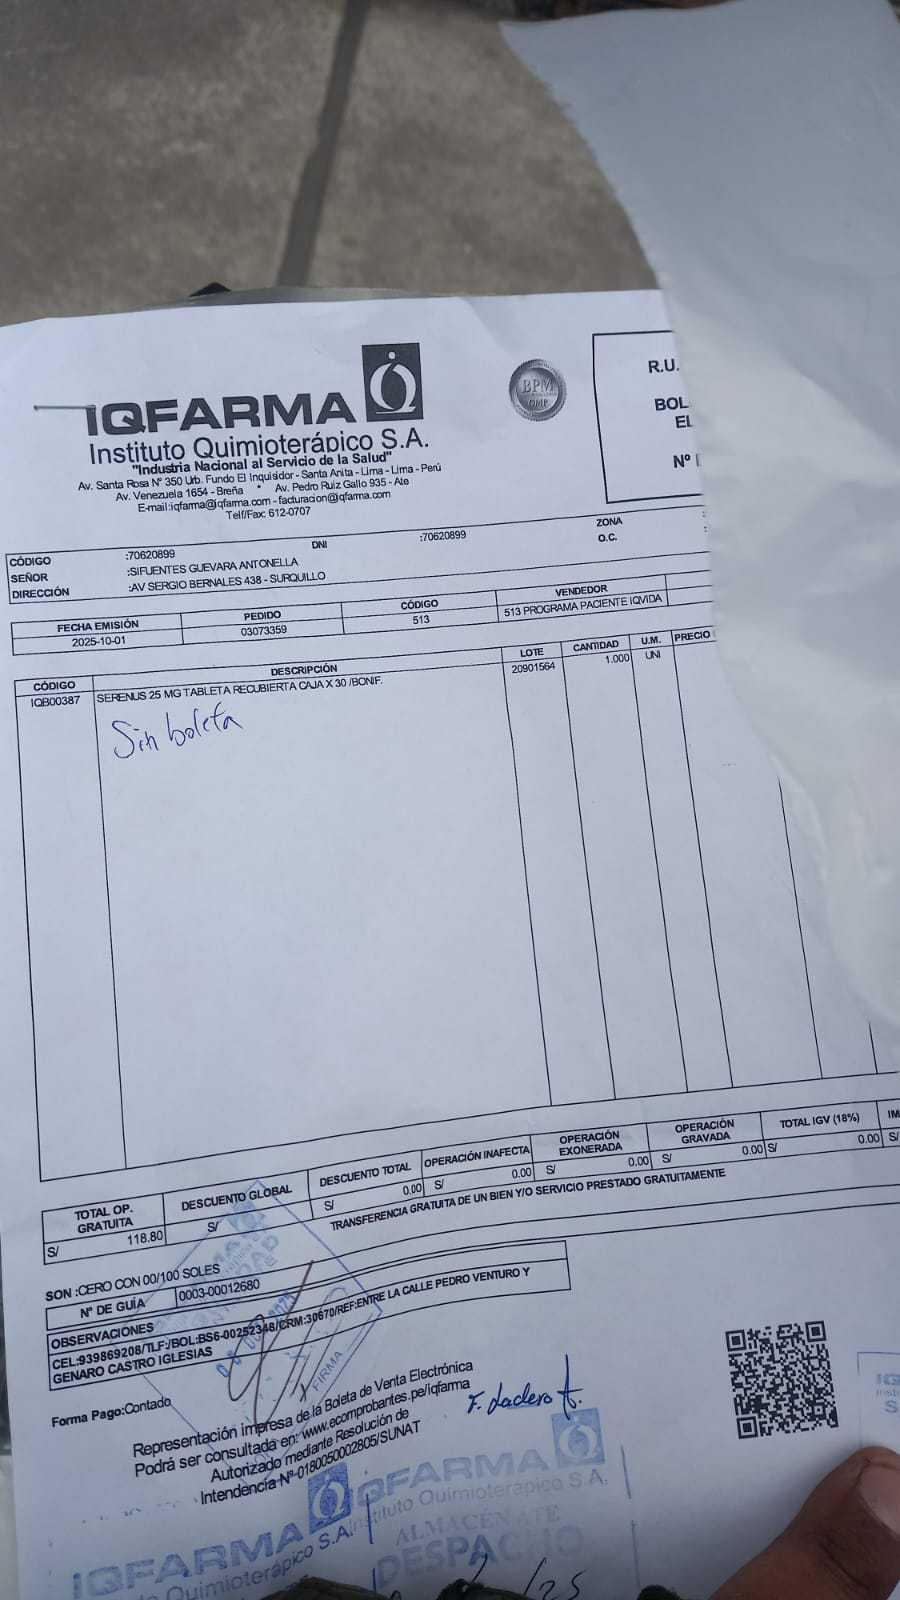 IQFARMA
Instituto Quimioterápico S.A.
"Industria Nacional al Servicio de la Salud"
Av. Santa Rosa Nº 350 Urb. Fundo El Inquisidor - Santa Anita - Lima - Lima - Perú
Av. Venezuela 1654 - Breña * Av. Pedro Ruiz Gallo 935 - Ate
E-mail:iqfarma@iqfarma.com - facturacion@iqfarma.com
Telf/Fax: 612-0707
BPM
R.U.
BOL
EL
Nº
CÓDIGO :70620899 DNI :70620899 ZONA :
SEÑOR :SIFUENTES GUEVARA ANTONELLA O.C. :
DIRECCIÓN :AV SERGIO BERNALES 438 - SURQUILLO
FECHA EMISIÓN PEDIDO CÓDIGO VENDEDOR
2025-10-01 03073359 513 513 PROGRAMA PACIENTE IQVIDA
CÓDIGO DESCRIPCIÓN LOTE CANTIDAD U.M. PRECIO
IQB00387 SERENUS 25 MG TABLETA RECUBIERTA CAJA X 30 /BONIF. 20901564 1.000 UNI
Sin boleta
TOTAL OP. GRATUITA DESCUENTO GLOBAL DESCUENTO TOTAL OPERACIÓN INAFECTA OPERACIÓN EXONERADA OPERACIÓN GRAVADA TOTAL IGV (18%) IM
S/ 118.80 S/ S/ 0.00 S/ 0.00 S/ 0.00 S/ 0.00 S/ 0.00 S/
TRANSFERENCIA GRATUITA DE UN BIEN Y/O SERVICIO PRESTADO GRATUITAMENTE
SON :CERO CON 00/100 SOLES
Nº DE GUÍA 0003-00012680
OBSERVACIONES
CEL:939869208/TLF:/BOL:BS6-00252348/CRM:30670/REF:ENTRE LA CALLE PEDRO VENTURO Y
GENARO CASTRO IGLESIAS
FIRMA
Forma Pago:Contado
Representación impresa de la Boleta de Venta Electrónica
Podrá ser consultada en: www.ecomprobantes.pe/iqfarma
Autorizado mediante Resolución de
Intendencia Nº-0180050002805/SUNAT
IQFARMA
Instituto Quimioterápico S.A.
DESPACHO
IQFARMA
Quimioterápico S.A.